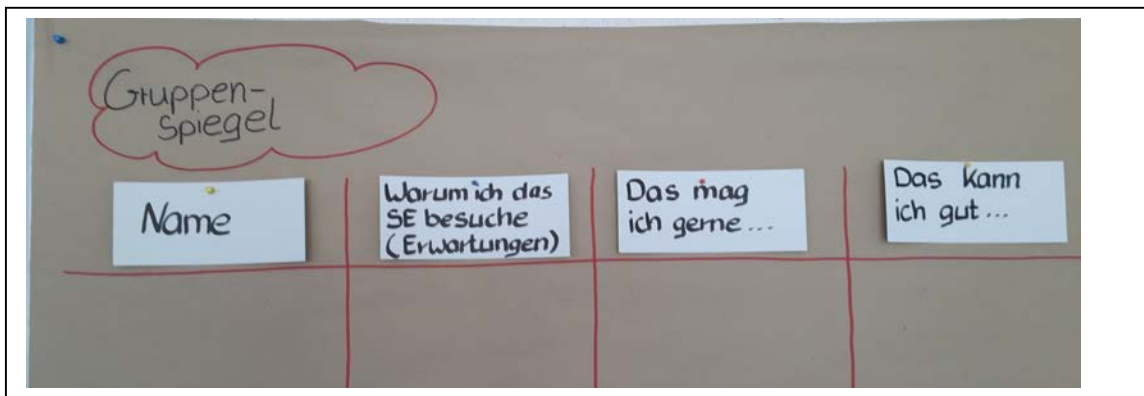 Gruppen-
Spiegel
Name
Warum ich das
SE besuche
(Erwartungen)
Das mag
ich gerne ...
Das kann
ich gut ...